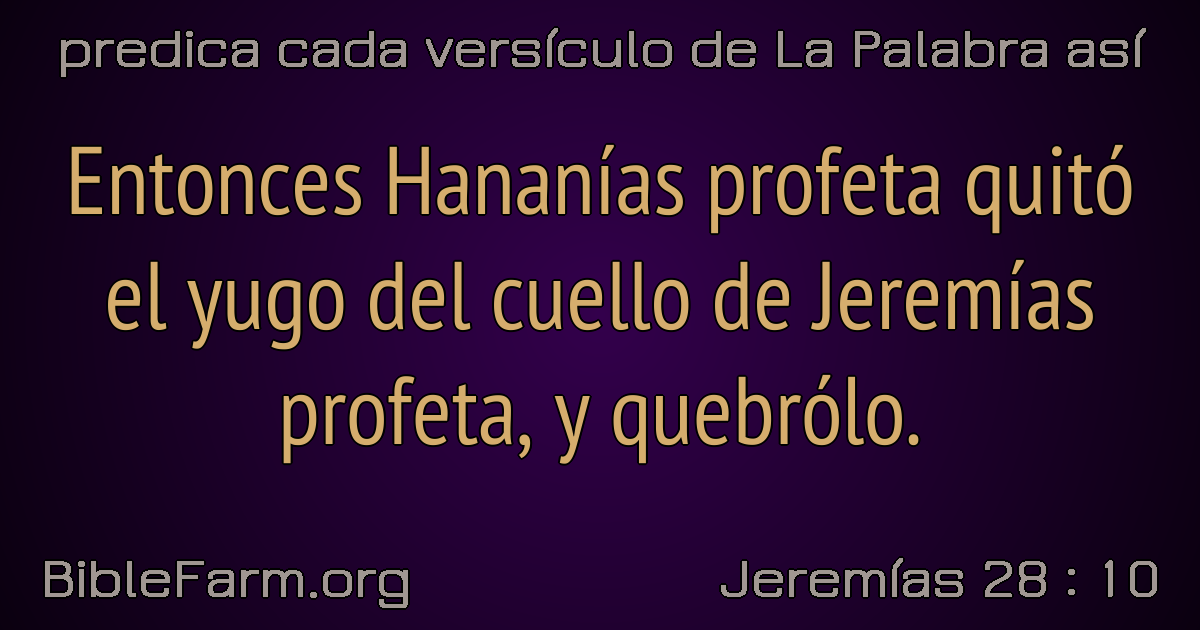 predica cada versículo de La Palabra así
Entonces Hananías profeta quitó
el yugo del cuello de Jeremías
profeta, y quebrólo.
BibleFarm.org
Jeremías 28 : 10